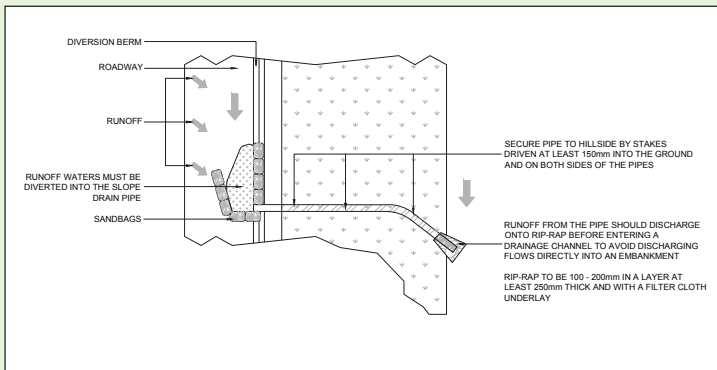 DIVERSION BERM
ROADWAY
RUNOFF
RUNOFF WATERS MUST BE
DIVERTED INTO THE SLOPE
DRAIN PIPE
SANDBAGS
SECURE PIPE TO HILLSIDE BY STAKES
DRIVEN AT LEAST 150mm INTO THE GROUND
AND ON BOTH SIDES OF THE PIPES
RUNOFF FROM THE PIPE SHOULD DISCHARGE
ONTO RIP-RAP BEFORE ENTERING A
DRAINAGE CHANNEL TO AVOID DISCHARGING
FLOWS DIRECTLY INTO AN EMBANKMENT
RIP-RAP TO BE 100 - 200mm IN A LAYER AT
LEAST 250mm THICK AND WITH A FILTER CLOTH
UNDERLAY